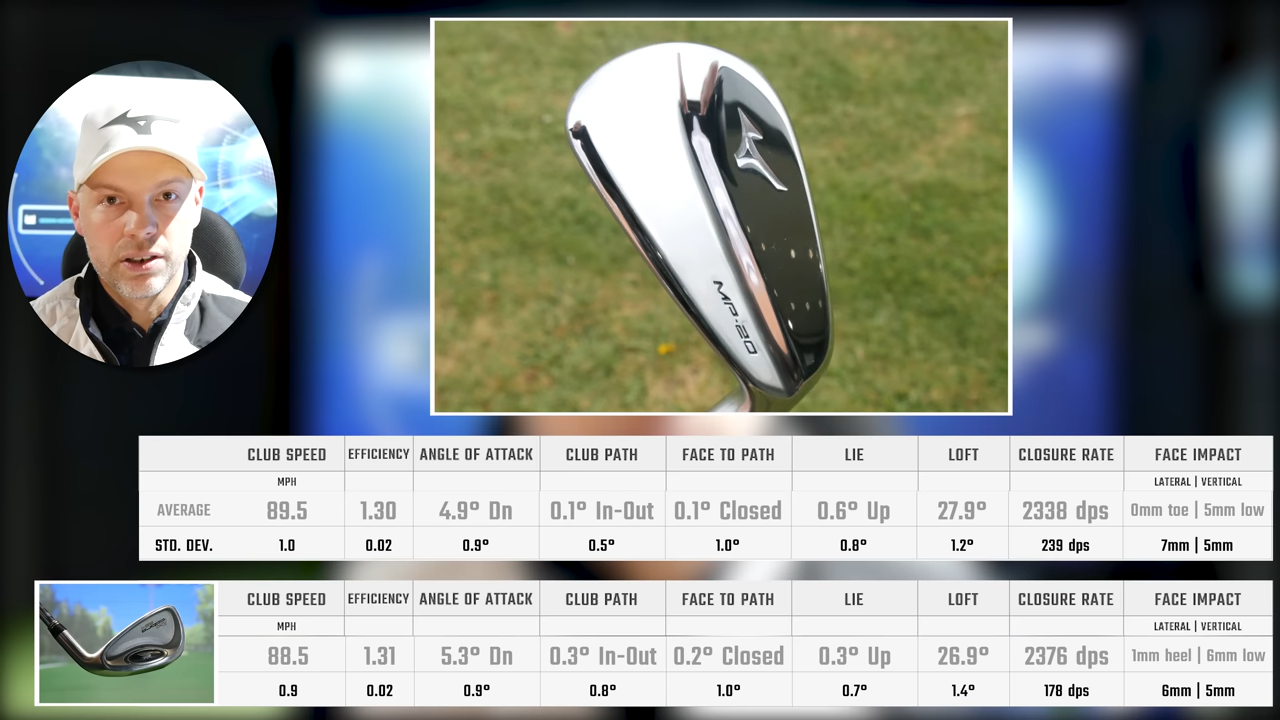 MP-20
CLUB SPEED EFFICIENCY ANGLE OF ATTACK CLUB PATH FACE TO PATH LIE LOFT CLOSURE RATE FACE IMPACT
MPH LATERAL | VERTICAL
AVERAGE 89.5 1.30 4.9° Dn 0.1° In-Out 0.1° Closed 0.6° Up 27.9° 2338 dps 0mm toe | 5mm low
STD. DEV. 1.0 0.02 0.9° 0.5° 1.0° 0.8° 1.2° 239 dps 7mm | 5mm
CLUB SPEED EFFICIENCY ANGLE OF ATTACK CLUB PATH FACE TO PATH LIE LOFT CLOSURE RATE FACE IMPACT
MPH LATERAL | VERTICAL
88.5 1.31 5.3° Dn 0.3° In-Out 0.2° Closed 0.3° Up 26.9° 2376 dps 1mm heel | 6mm low
0.9 0.02 0.9° 0.8° 1.0° 0.7° 1.4° 178 dps 6mm | 5mm